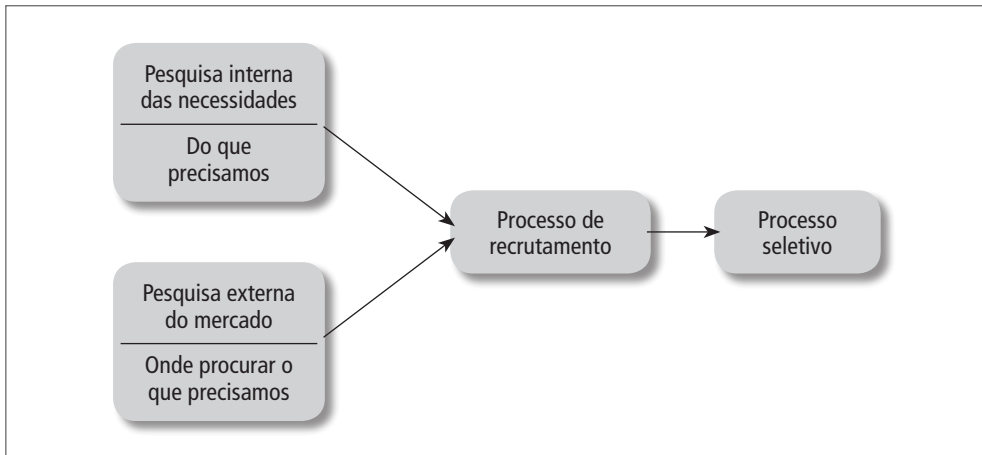 Pesquisa interna
das necessidades
Do que
precisamos
Pesquisa externa
do mercado
Onde procurar o
que precisamos
Processo de
recrutamento
Processo
seletivo